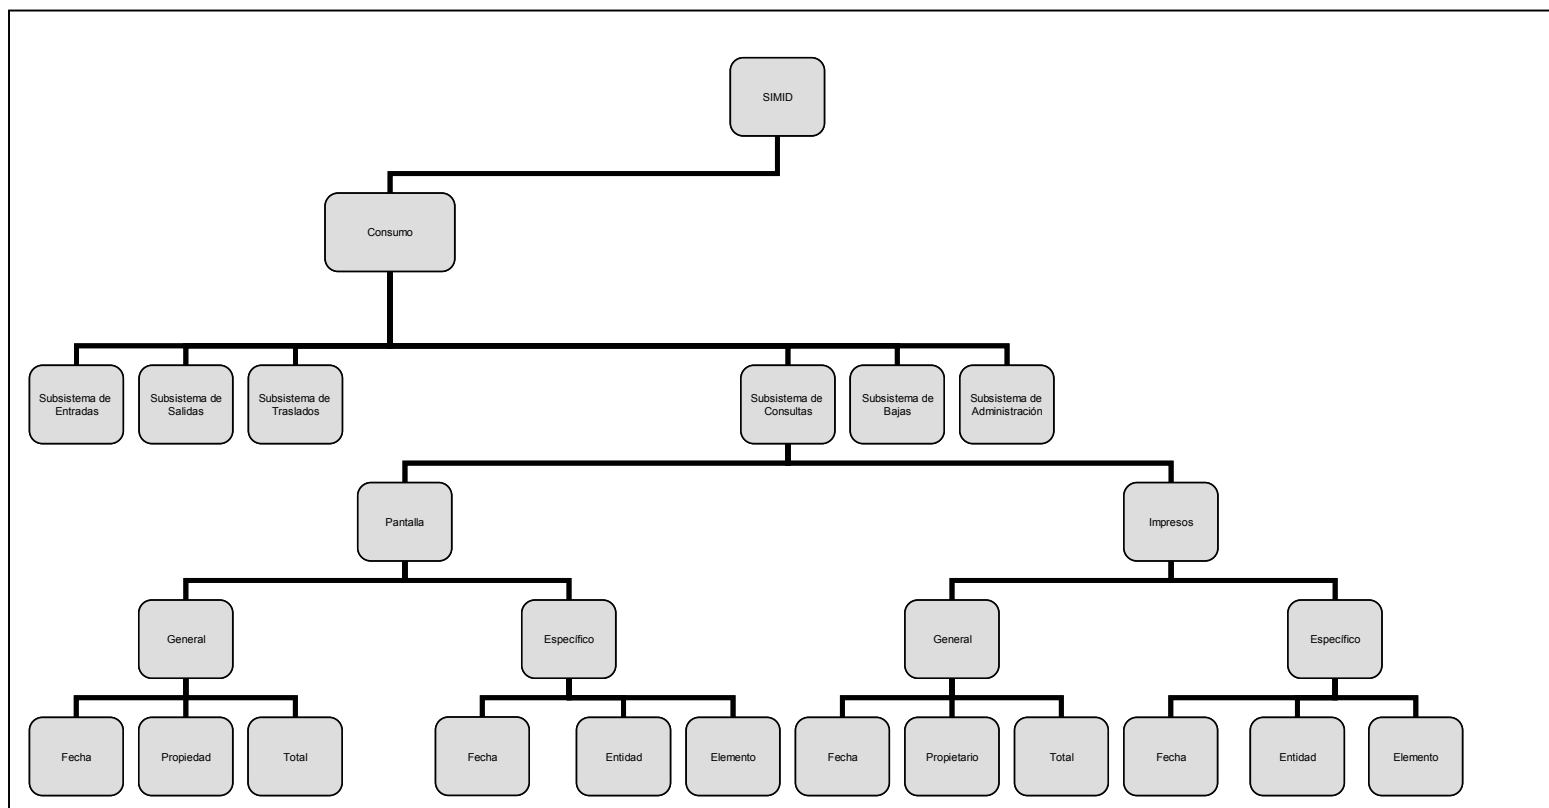 SIMID
Consumo
Subsistema de
Entradas
Subsistema de
Salidas
Subsistema de
Traslados
Subsistema de
Consultas
Subsistema de
Bajas
Subsistema de
Administración
Pantalla
Impresos
General
Específico
General
Específico
Fecha
Propiedad
Total
Fecha
Entidad
Elemento
Fecha
Propietario
Total
Fecha
Entidad
Elemento